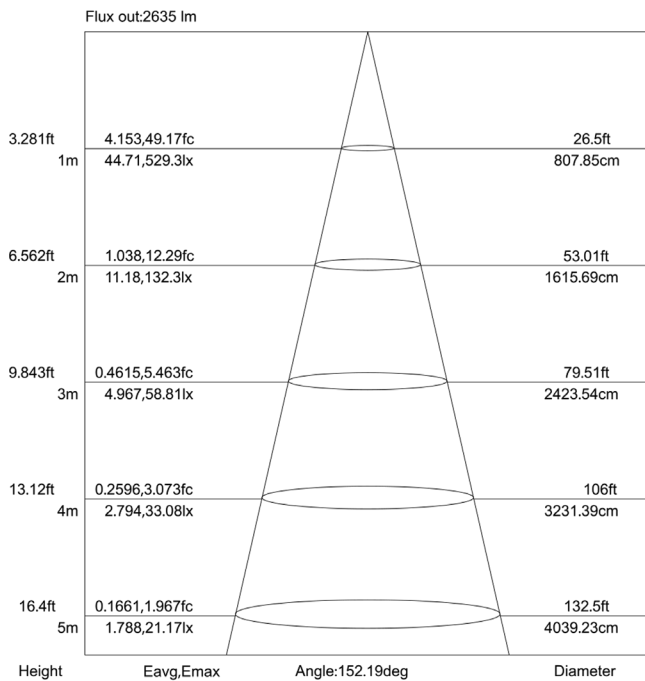 Flux out:2635 lm
3.281ft 4.153,49.17fc 26.5ft
1m 44.71,529.3lx 807.85cm
6.562ft 1.038,12.29fc 53.01ft
2m 11.18,132.3lx 1615.69cm
9.843ft 0.4615,5.463fc 79.51ft
3m 4.967,58.81lx 2423.54cm
13.12ft 0.2596,3.073fc 106ft
4m 2.794,33.08lx 3231.39cm
16.4ft 0.1661,1.967fc 132.5ft
5m 1.788,21.17lx 4039.23cm
Height Eavg,Emax Angle:152.19deg Diameter